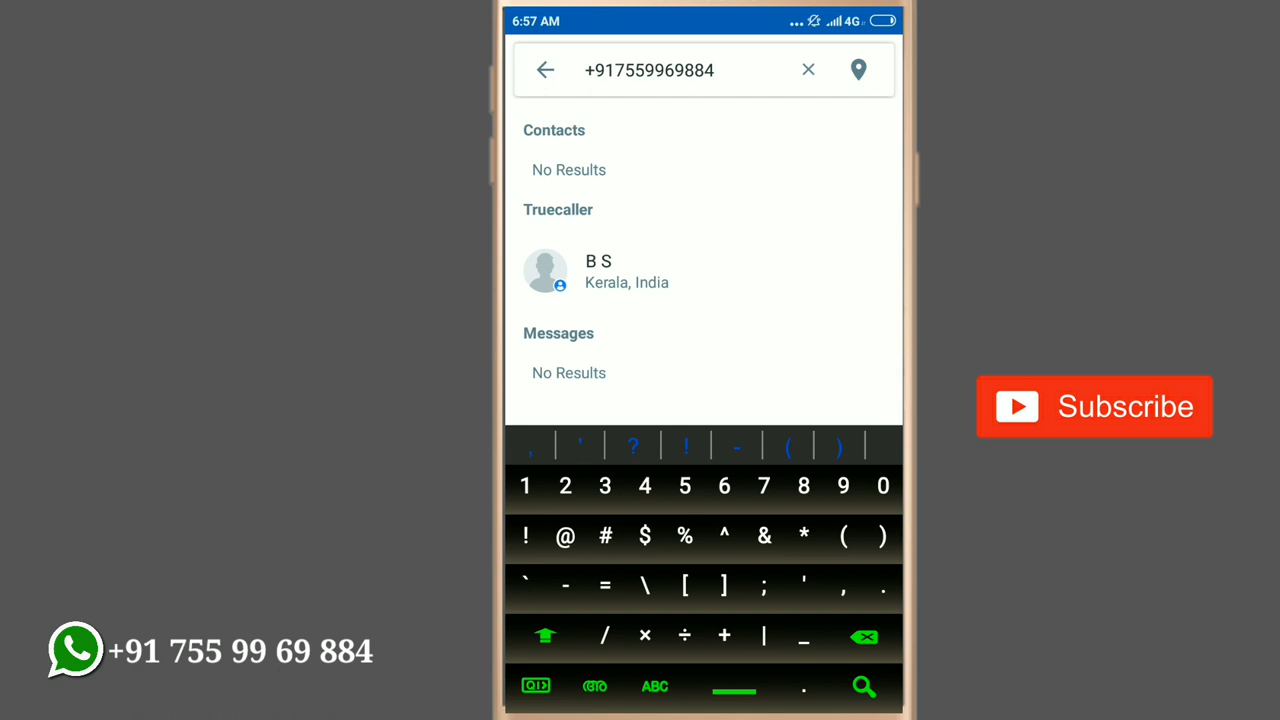 6:57 AM
4G
+917559969884
Contacts
No Results
Truecaller
B S
Kerala, India
Messages
No Results
, ' ? ! - ( )
1 2 3 4 5 6 7 8 9 0
! @ # $ % ^ & * ( )
` - = \ [ ] ; ' , .
/ × ÷ + | _
അ ABC .
Subscribe
+91 755 99 69 884